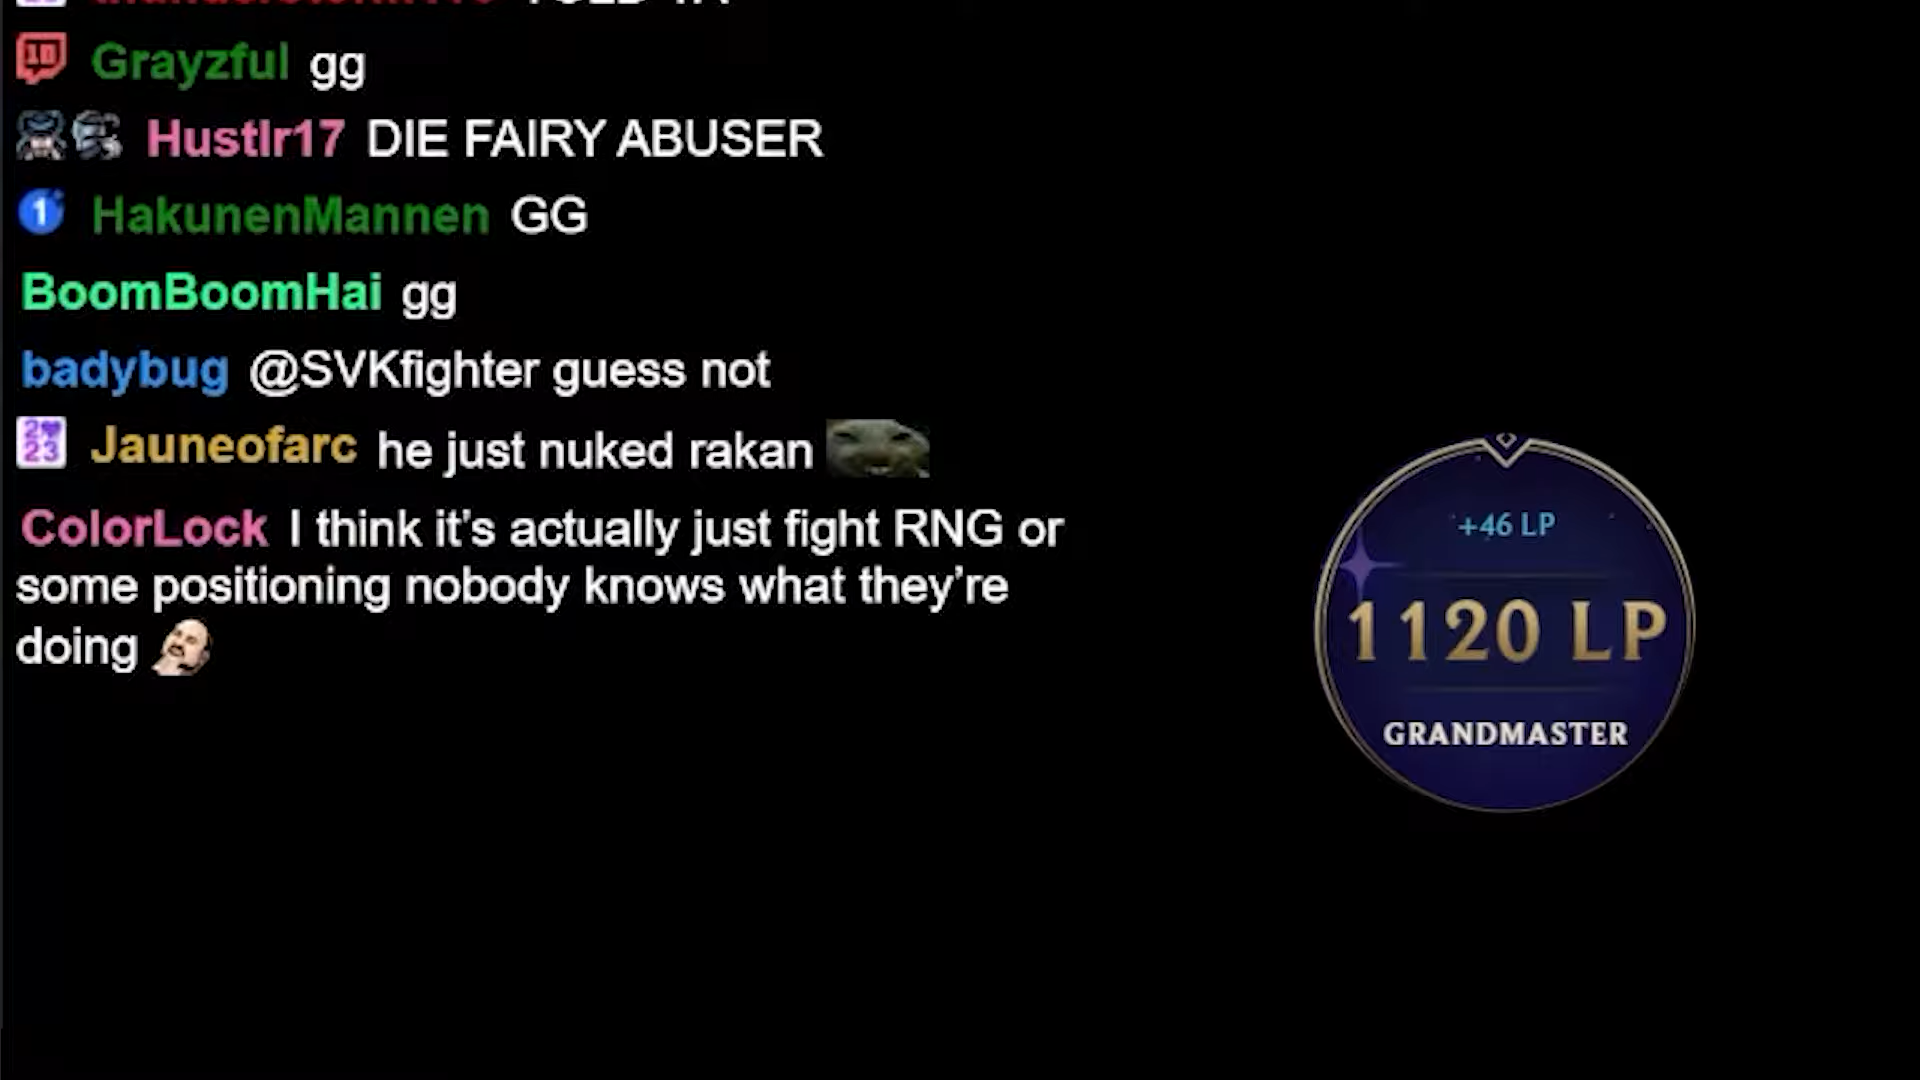 Grayzful gg
Hustlr17 DIE FAIRY ABUSER
1 HakunenMannen GG
BoomBoomHai gg
badybug @SVKfighter guess not
Jauneofarc he just nuked rakan
ColorLock I think it’s actually just fight RNG or
some positioning nobody knows what they’re
doing
+46 LP
1120 LP
GRANDMASTER